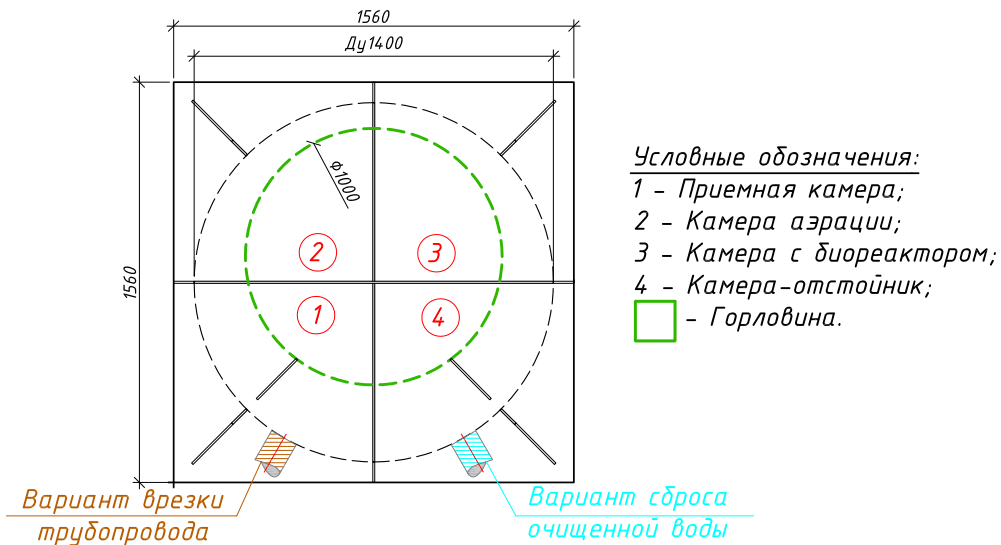 1560
Ду1400
1560
Ф1000
2
3
1
4
Условные обозначения:
1 - Приемная камера;
2 - Камера аэрации;
3 - Камера с биореактором;
4 - Камера-отстойник;
- Горловина.
Вариант врезки
трубопровода
Вариант сброса
очищенной воды